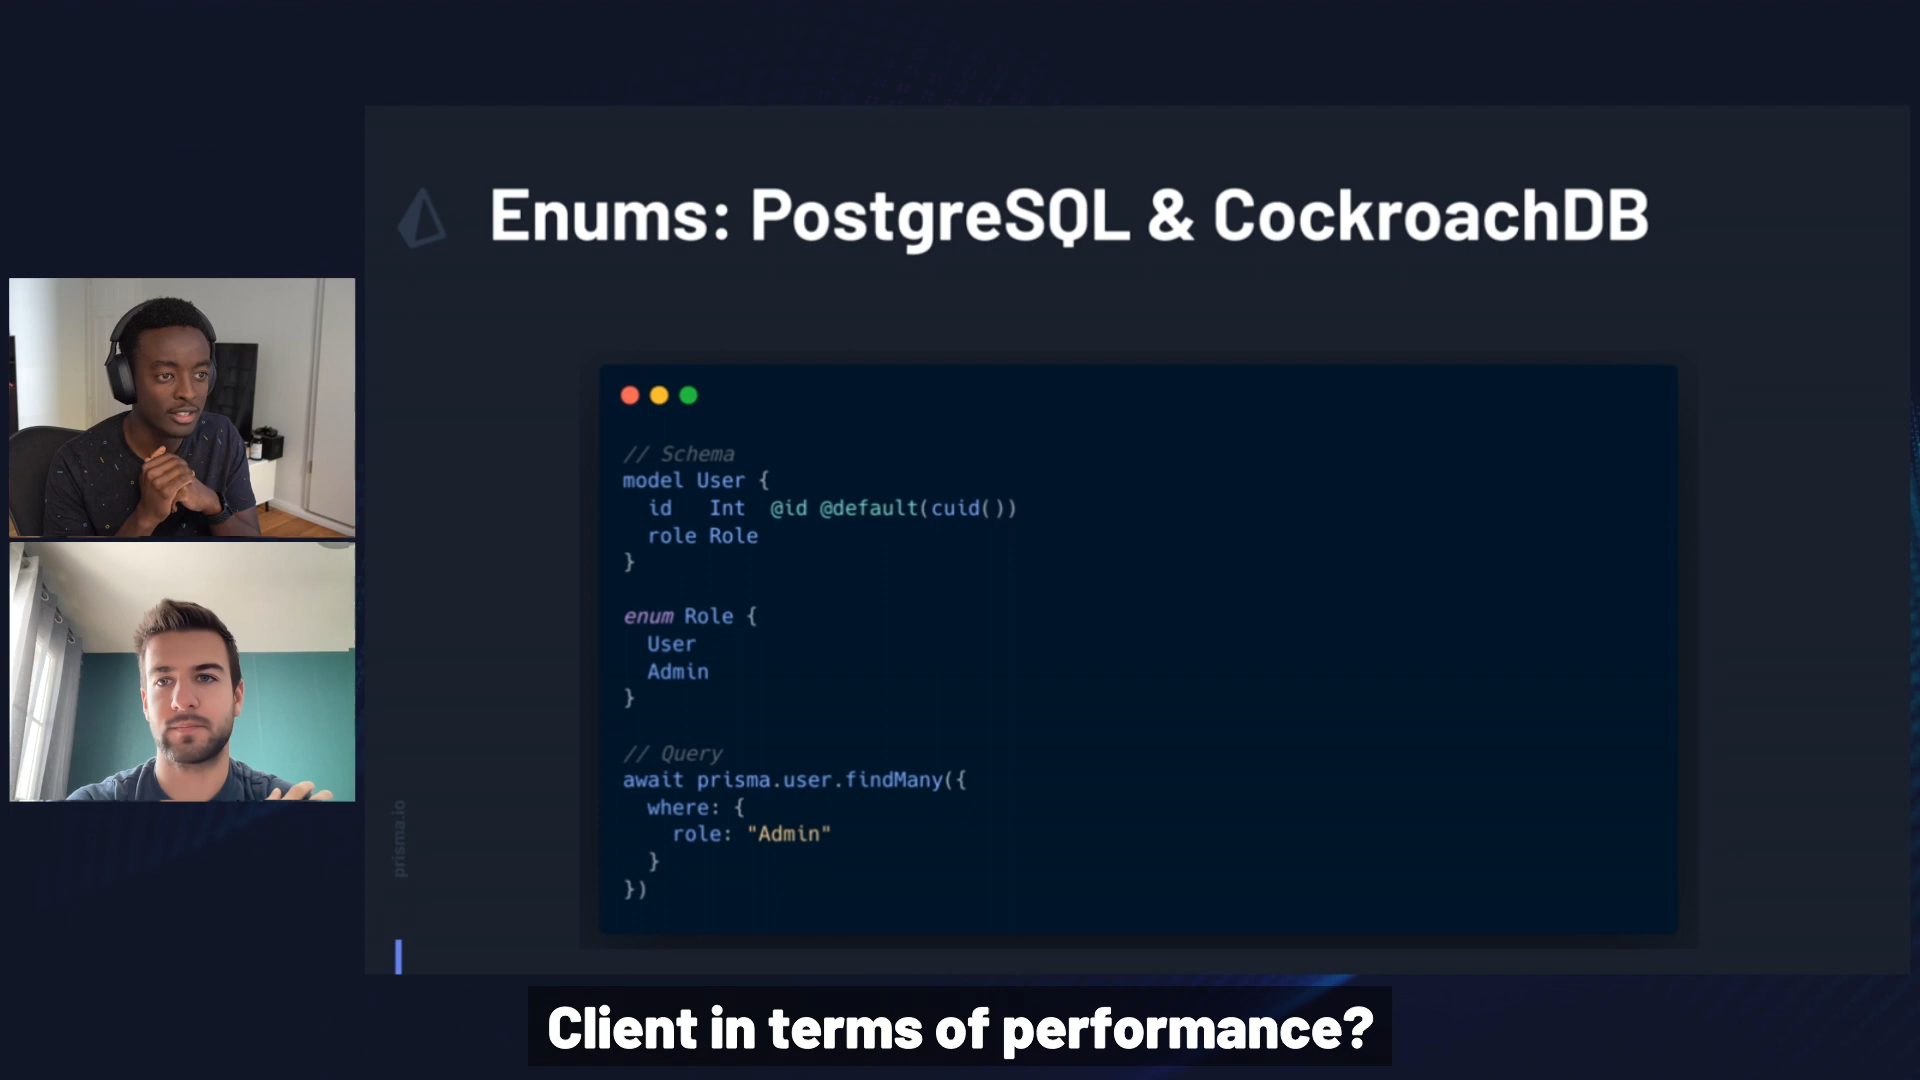 Enums: PostgreSQL & CockroachDB
// Schema
model User {
  id   Int  @id @default(cuid())
  role Role
}
enum Role {
  User
  Admin
}
// Query
await prisma.user.findMany({
  where: {
    role: "Admin"
  }
})
prisma.io
Client in terms of performance?